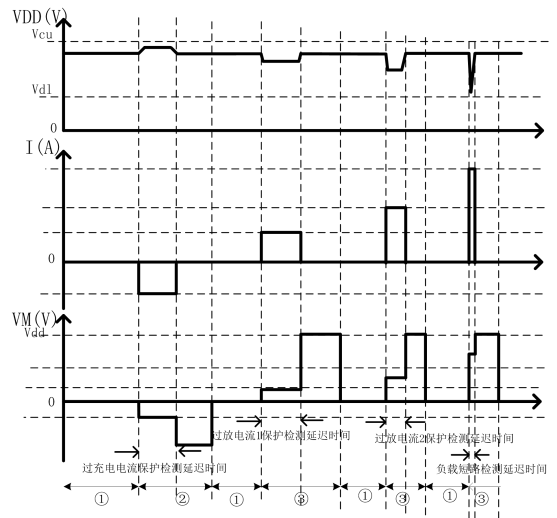 VDD(V)
Vcu
Vdl
0
I(A)
0
VM(V)
Vdd
0
过放电流1保护检测延迟时间
过放电流2保护检测延迟时间
过充电电流保护检测延迟时间
负载短路检测延迟时间
① ② ① ③ ① ③ ① ③